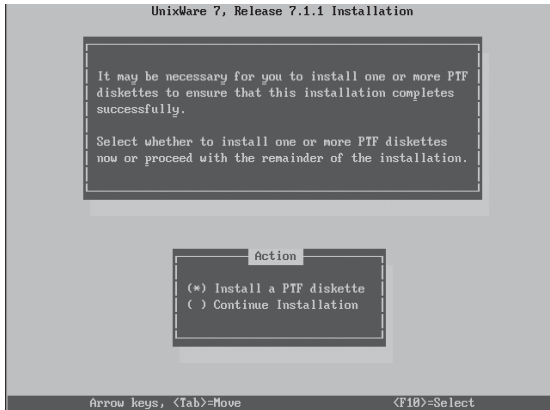 UnixWare 7, Release 7.1.1 Installation
It may be necessary for you to install one or more PTF
diskettes to ensure that this installation completes
successfully.
Select whether to install one or more PTF diskettes
now or proceed with the remainder of the installation.
Action
(*) Install a PTF diskette
( ) Continue Installation
Arrow keys, <Tab>=Move <F10>=Select